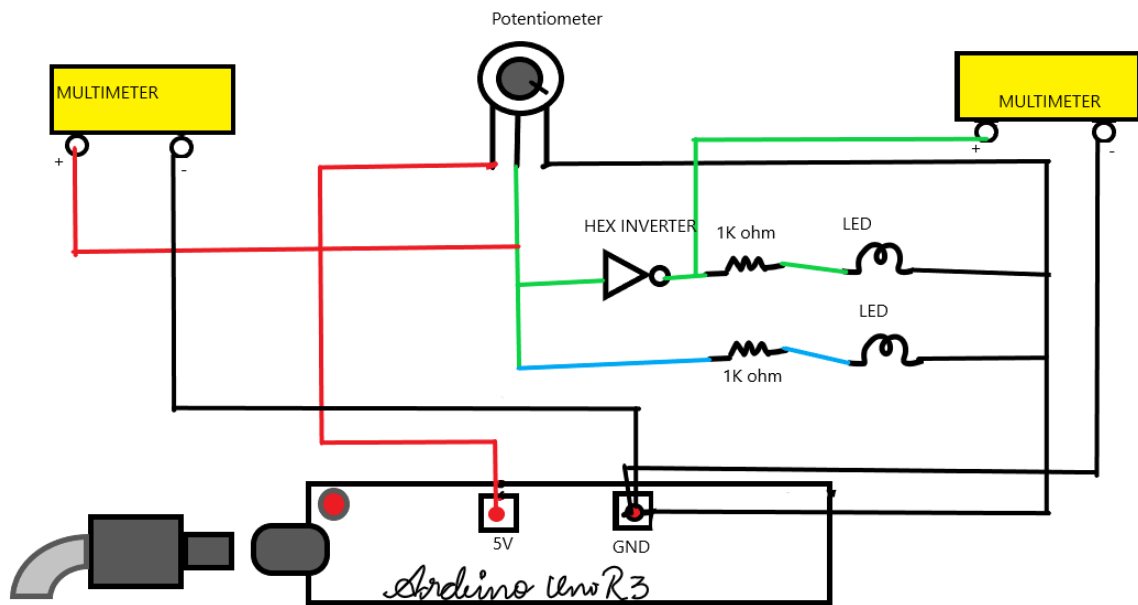 Potentiometer
MULTIMETER
MULTIMETER
+
-
+
-
HEX INVERTER
1K ohm
LED
LED
1K ohm
5V
GND
Arduino Uno R3